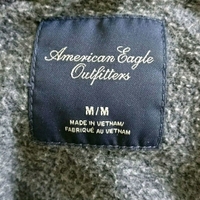 American Eagle
Outfitters
M/M
MADE IN VIETNAM/
FABRIQUÉ AU VIETNAM